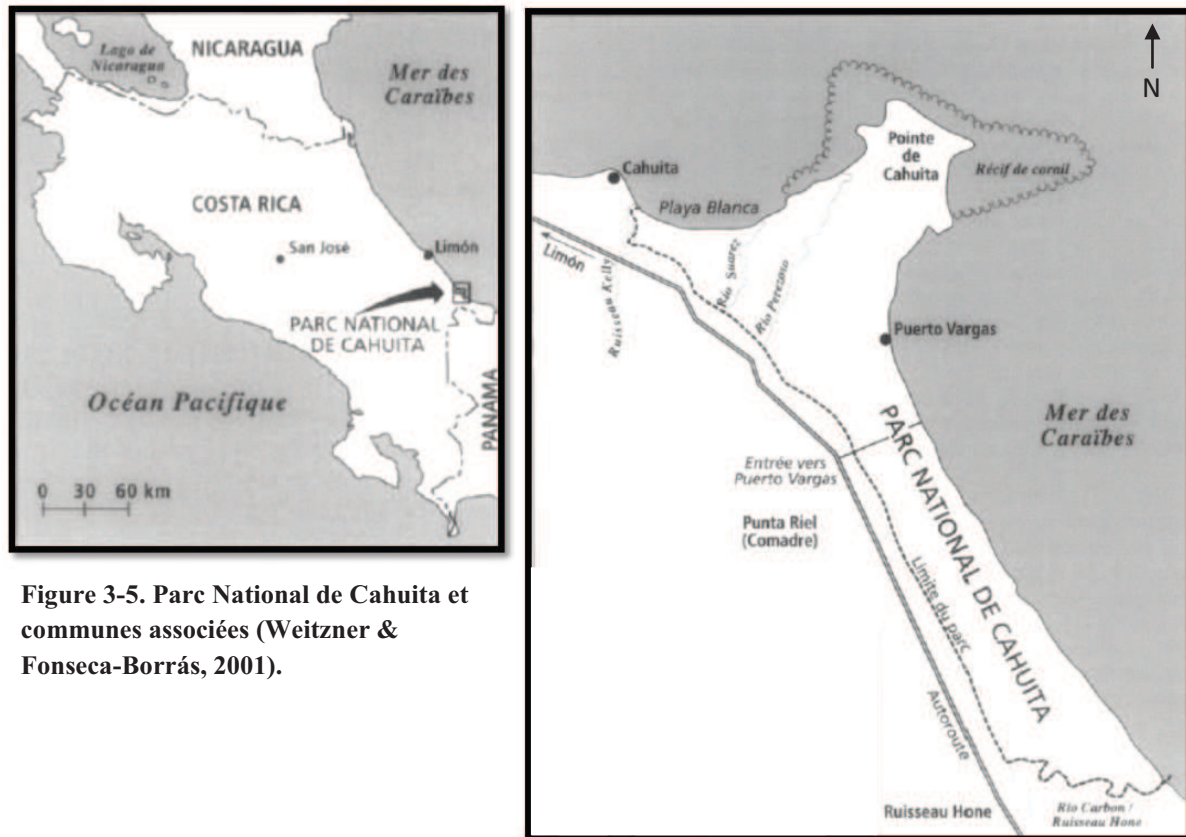 NICARAGUA
Lago de
Nicaragua
Mer des
Caraïbes
COSTA RICA
San José
Limón
PARC NATIONAL
DE CAHUITA
Océan Pacifique
PANAMA
0 30 60 km
Figure 3-5. Parc National de Cahuita et
communes associées (Weitzner &
Fonseca-Borrás, 2001).
N
Pointe
de
Cahuita
Récif de corail
Cahuita
Playa Blanca
Limón
Ruisseau Kelly
Río Suarez
Río Perezoso
Puerto Vargas
Mer des
Caraïbes
PARC NATIONAL DE CAHUITA
Entrée vers
Puerto Vargas
Punta Riel
(Comadre)
Limite du parc
Autoroute
Ruisseau Hone
Río Carbon /
Ruisseau Hone